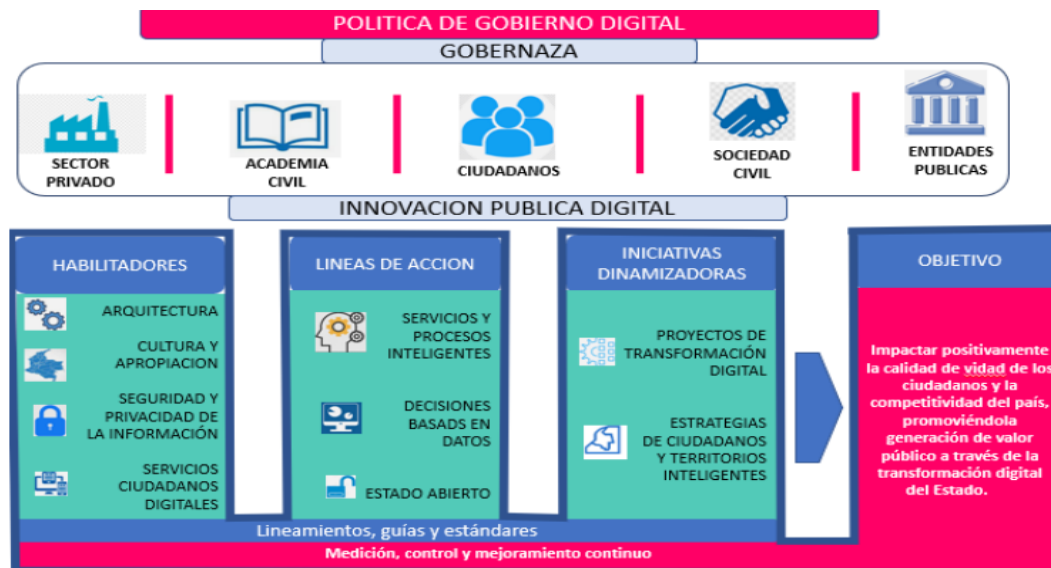 POLITICA DE GOBIERNO DIGITAL
GOBERNAZA
SECTOR
PRIVADO
ACADEMIA
CIVIL
CIUDADANOS
SOCIEDAD
CIVIL
ENTIDADES
PUBLICAS
INNOVACION PUBLICA DIGITAL
HABILITADORES
ARQUITECTURA
CULTURA Y
APROPIACION
SEGURIDAD Y
PRIVACIDAD DE
LA INFORMACIÓN
SERVICIOS
CIUDADANOS
DIGITALES
LINEAS DE ACCION
SERVICIOS Y
PROCESOS
INTELIGENTES
DECISIONES
BASADS EN
DATOS
ESTADO ABIERTO
INICIATIVAS
DINAMIZADORAS
PROYECTOS DE
TRANSFORMACIÓN
DIGITAL
ESTRATEGIAS
DE CIUDADANOS
Y TERRITORIOS
INTELIGENTES
OBJETIVO
Impactar positivamente
la calidad de vidad de los
ciudadanos y la
competitividad del país,
promoviéndola
generación de valor
público a través de la
transformación digital
del Estado.
Lineamientos, guías y estándares
Medición, control y mejoramiento continuo